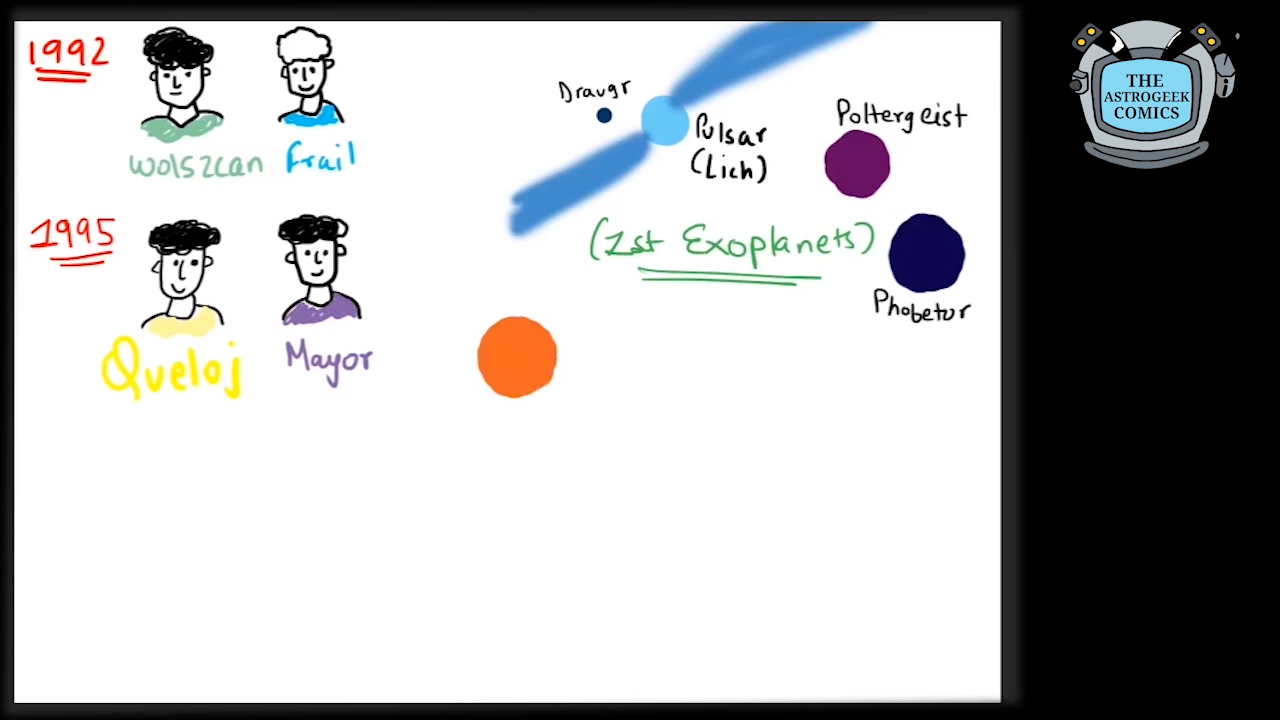 1992
Wolszcan
Frail
Draugr
Pulsar
(Lich)
Poltergeist
(1st Exoplanets)
Phobetor
1995
Queloj
Mayor
THE
ASTROGEEK
COMICS